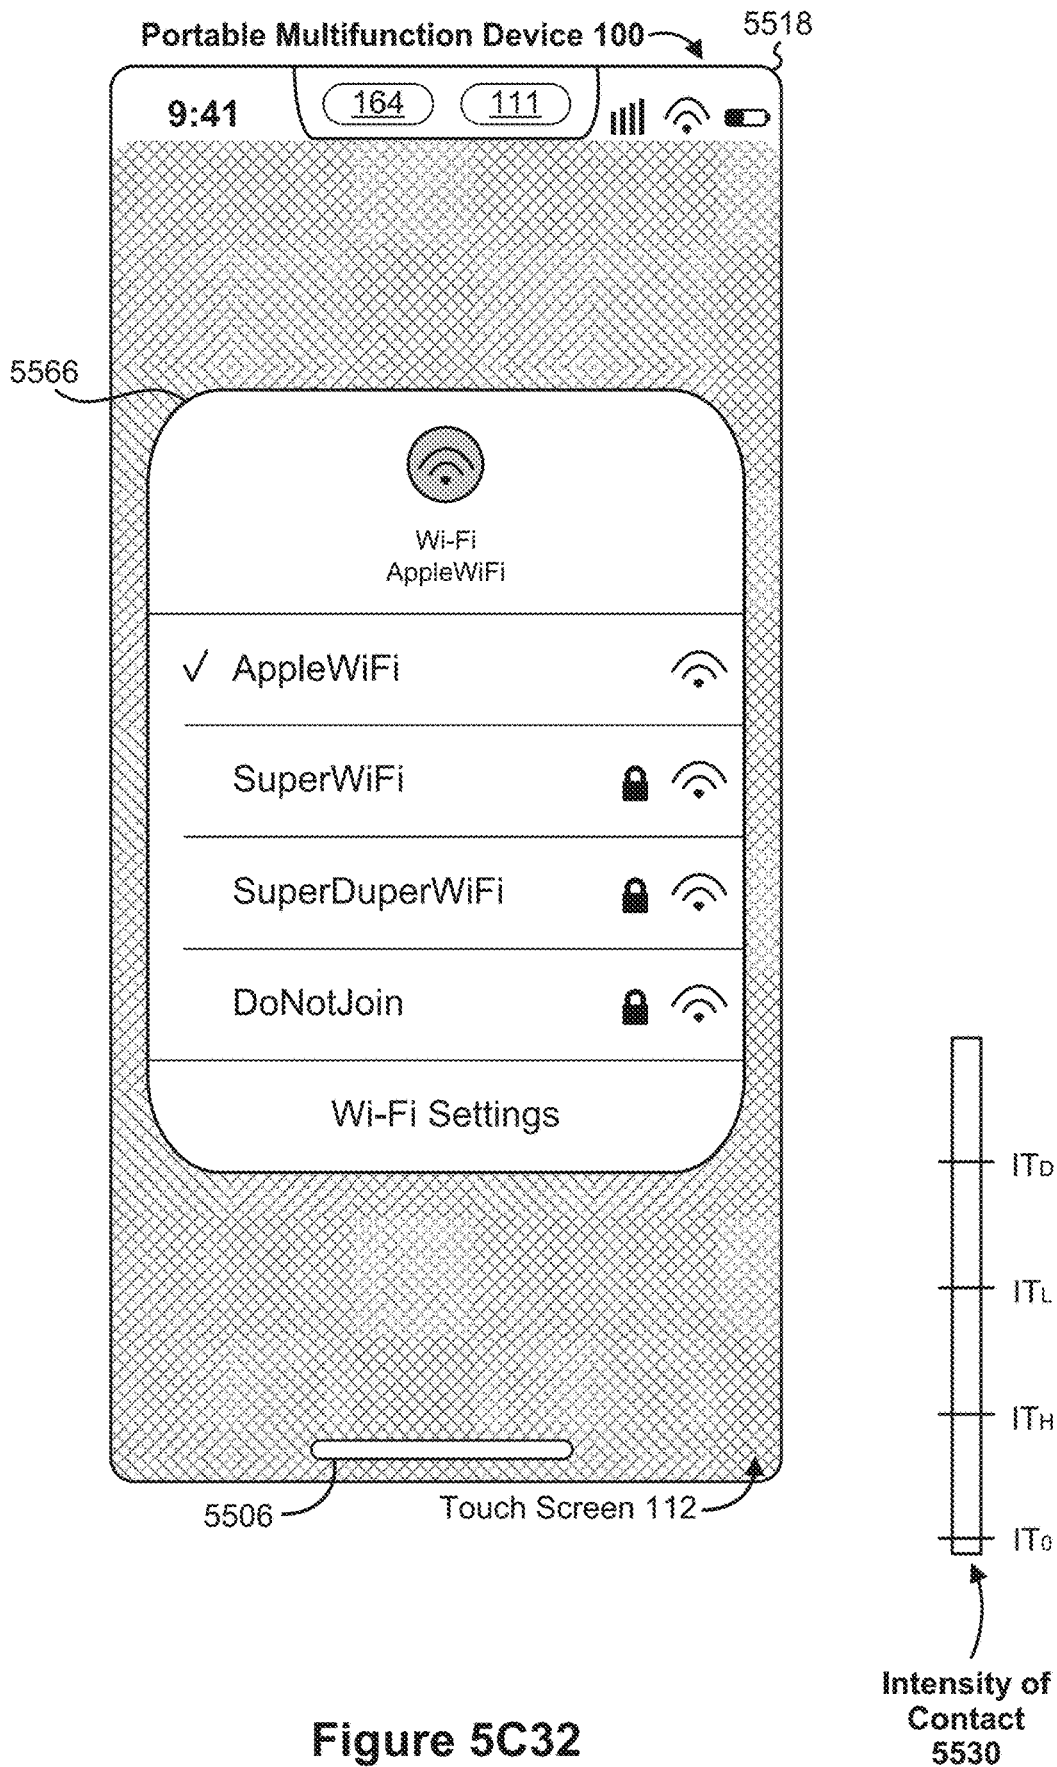 Portable Multifunction Device 100
5518
9:41
164
111
5566
Wi-Fi
AppleWiFi
✓ AppleWiFi
SuperWiFi
SuperDuperWiFi
DoNotJoin
Wi-Fi Settings
ITD
ITL
ITH
IT0
5506
Touch Screen 112
Intensity of
Contact
5530
Figure 5C32